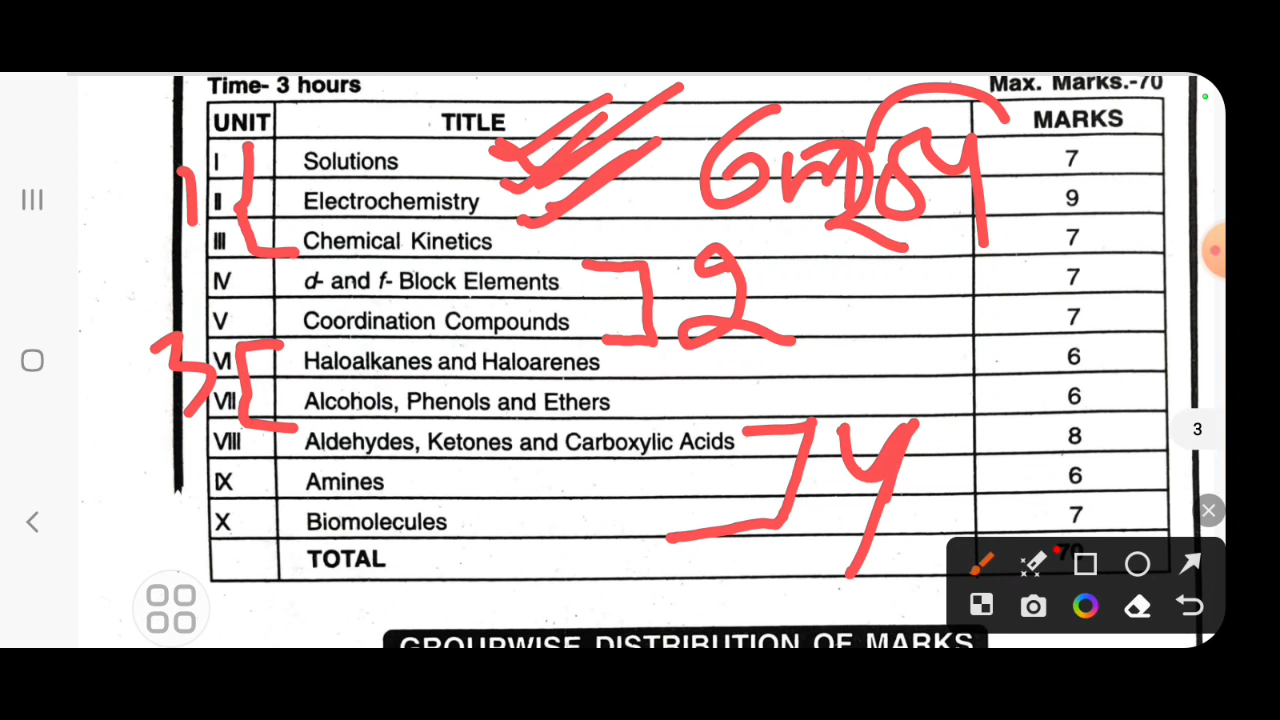 Time- 3 hours Max. Marks.-70
UNIT TITLE MARKS
I Solutions 7
II Electrochemistry 9
III Chemical Kinetics 7
IV d- and f- Block Elements 7
V Coordination Compounds 7
VI Haloalkanes and Haloarenes 6
VII Alcohols, Phenols and Ethers 6
VIII Aldehydes, Ketones and Carboxylic Acids 8
IX Amines 6
X Biomolecules 7
TOTAL 70
GROUPWISE DISTRIBUTION OF MARKS
1
2
3
4
3